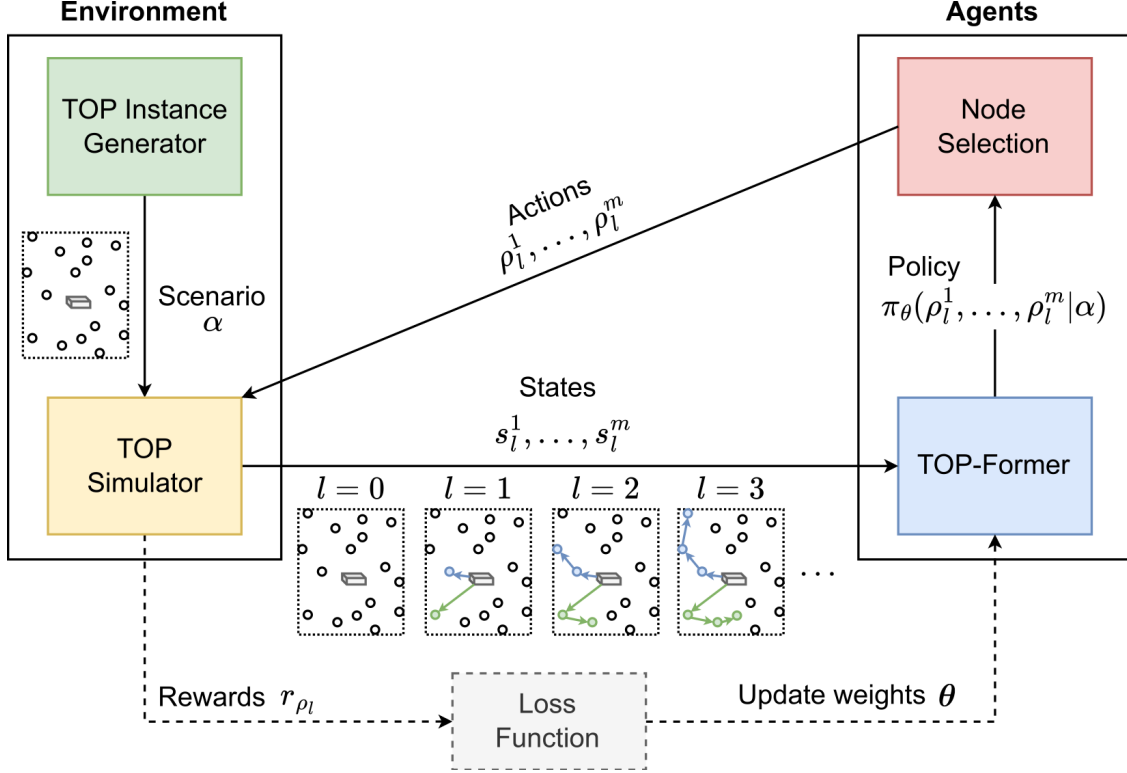 Environment
Agents
TOP Instance
Generator
Node
Selection
Actions
ρ_l^1, . . . , ρ_l^m
Scenario
α
Policy
π_θ(ρ_l^1, . . . , ρ_l^m|α)
States
s_l^1, . . . , s_l^m
TOP
Simulator
TOP-Former
l = 0
l = 1
l = 2
l = 3
. . .
Rewards r_{ρ_l}
Loss
Function
Update weights θ